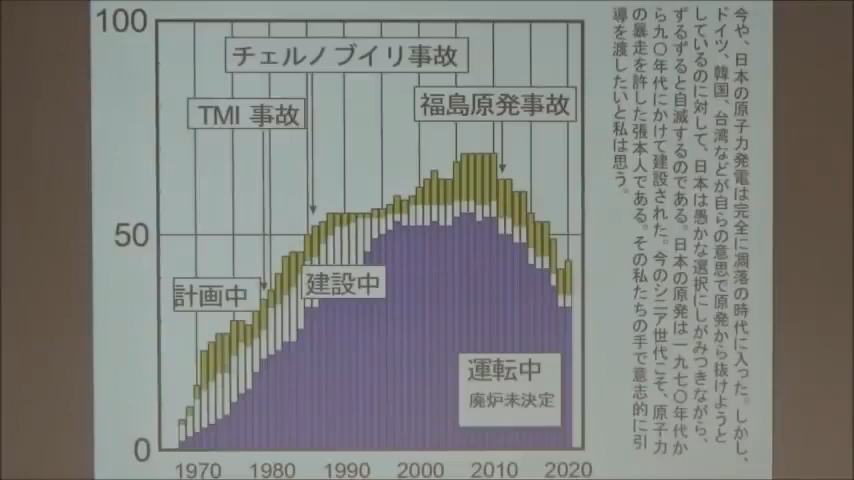 100
50
0
チェルノブイリ事故
TMI 事故
福島原発事故
計画中
建設中
運転中
廃炉未決定
1970
1980
1990
2000
2010
2020
今や、日本の原子力発電は完全に凋落の時代に入った。しかし、
ドイツ、韓国、台湾などが自らの意思で原発から抜けようと
しているのに対して、日本は愚かな選択にしがみつきながら、
ずるずると自滅するのである。日本の原発は一九七〇年代か
ら九〇年代にかけて建設された。今のシニア世代こそ、原子力
の暴走を許した張本人である。その私たちの手で意志的に引
導を渡したいと私は思う。